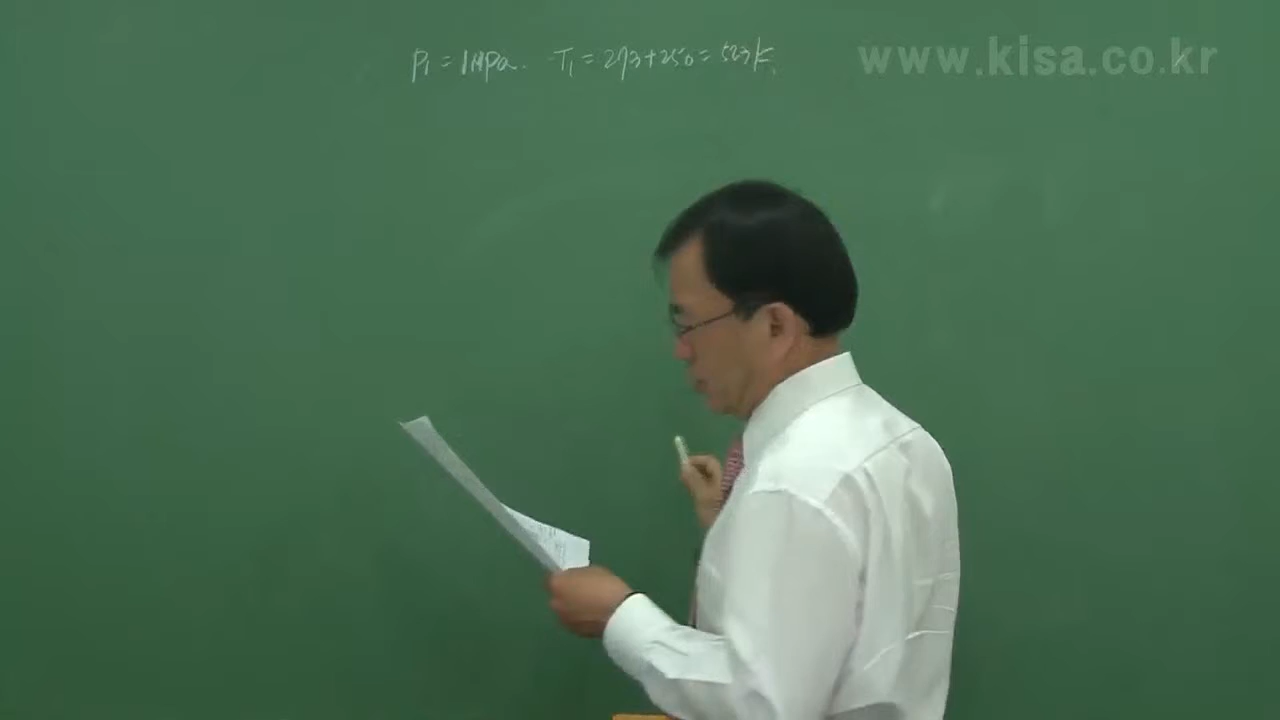 P₁ = 1MPa. T₁ = 273+250 = 523K.
www.kisa.co.kr